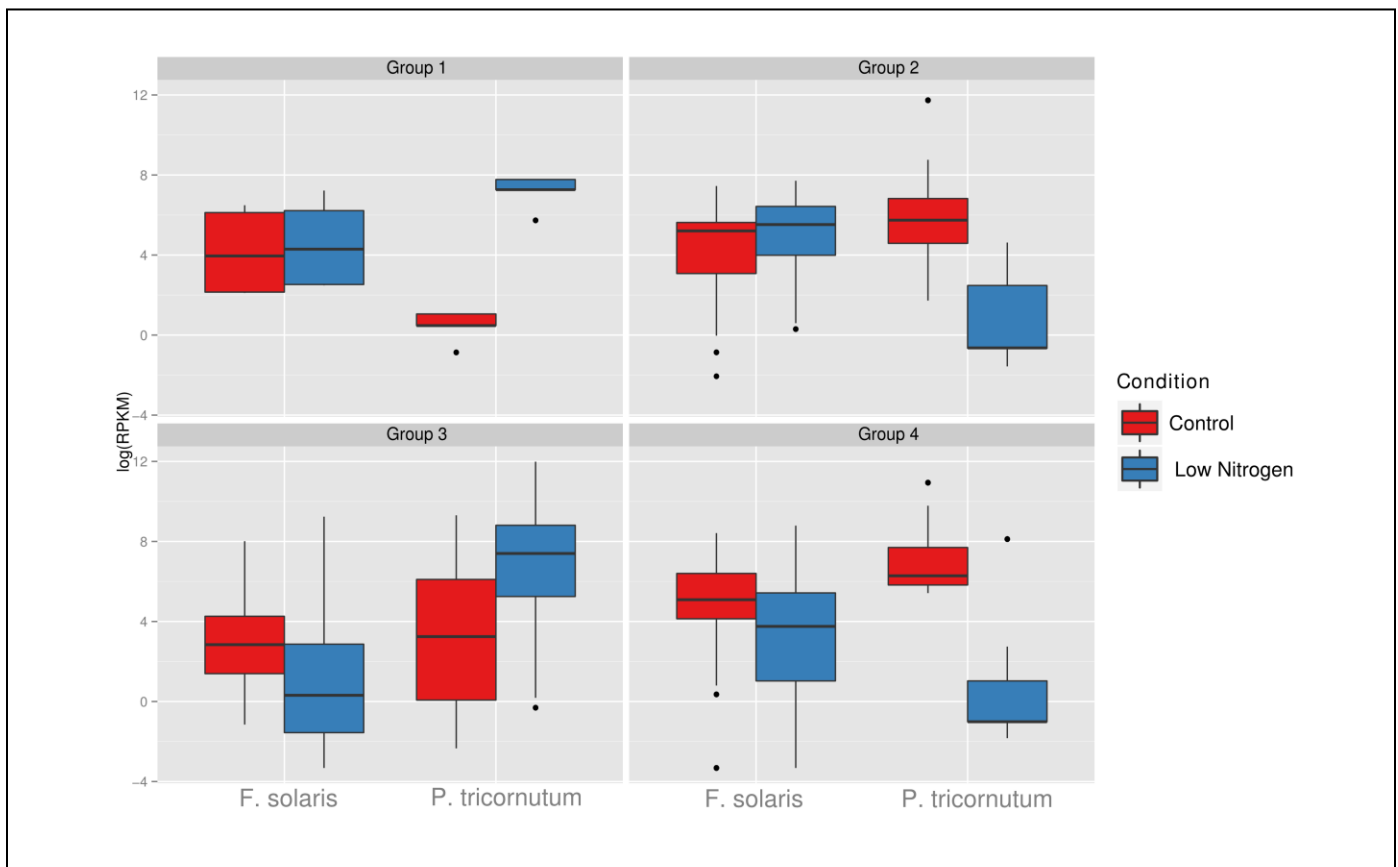 Group 1
Group 2
12
8
4
0
−4
Group 3
Group 4
log(RPKM)
12
8
4
0
−4
F. solaris
P. tricornutum
F. solaris
P. tricornutum
Condition
Control
Low Nitrogen